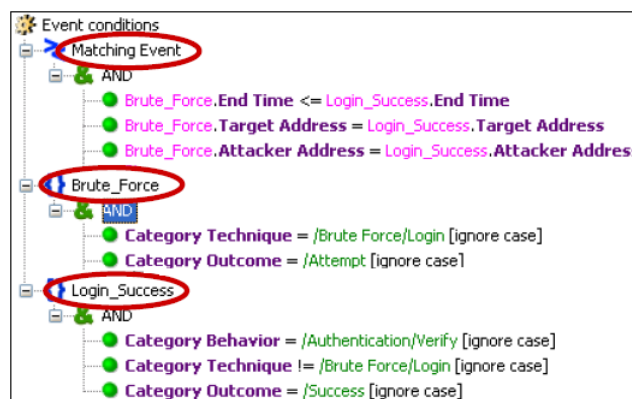 Event conditions
Matching Event
AND
Brute_Force.End Time <= Login_Success.End Time
Brute_Force.Target Address = Login_Success.Target Address
Brute_Force.Attacker Address = Login_Success.Attacker Address
Brute_Force
AND
Category Technique = /Brute Force/Login [ignore case]
Category Outcome = /Attempt [ignore case]
Login_Success
AND
Category Behavior = /Authentication/Verify [ignore case]
Category Technique != /Brute Force/Login [ignore case]
Category Outcome = /Success [ignore case]